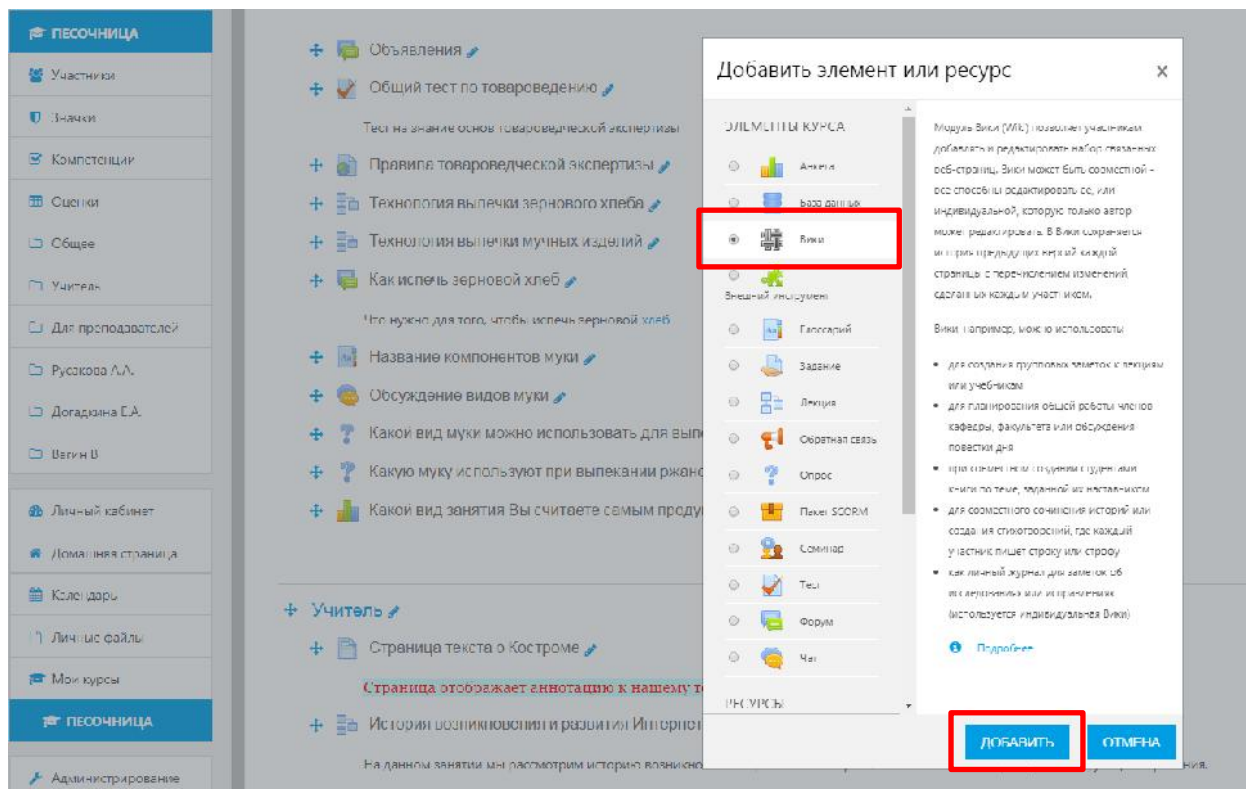 ПЕСОЧНИЦА
Участники
Значки
Компетенции
Оценки
Общее
Учитель
Для преподавателей
Русакова А.А.
Догадкина Е.А.
Вагин В
Личный кабинет
Домашняя страница
Календарь
Личные файлы
Мои курсы
ПЕСОЧНИЦА
Администрирование
Объявления
Общий тест по товароведению
Тест на знание основ товароведческой экспертизы
Правила товароведческой экспертизы
Технология выпечки зернового хлеба
Технология выпечки мучных изделий
Как испечь зерновой хлеб
Что нужно для того, чтобы испечь зерновой хлеб
Название компонентов муки
Обсуждение видов муки
Какой вид муки можно использовать для вып
Какую муку используют при выпекании ржано
Какой вид занятия Вы считаете самым проду
Учитель
Страница текста о Костроме
Страница отображает аннотацию к нашему т
История возникновения и развития Интернет
На данном занятии мы рассмотрим историю возникно
ния.
Добавить элемент или ресурс
×
ЭЛЕМЕНТЫ КУРСА
Анкета
База данных
Вики
Внешний инструмент
Глоссарий
Задание
Лекция
Обратная связь
Опрос
Пакет SCORM
Семинар
Тест
Форум
Чат
РЕСУРСЫ
Модуль Вики (Wiki) позволяет участникам
добавлять и редактировать набор связанных
веб-страниц. Вики может быть совместной –
все способны редактировать ее, или
индивидуальной, которую только автор
может редактировать. В Вики сохраняется
история предыдущих версий каждой
страницы с перечислением изменений,
сделанных каждым участником.
Вики, например, можно использовать
для создания групповых заметок к лекциям
или учебникам
для планирования общей работы членов
кафедры, факультета или обсуждения
повестки дня
при совместном создании студентами
книги по теме, заданной их наставником
для совместного сочинения историй или
создания стихотворений, где каждый
участник пишет строку или строфу
как личный журнал для заметок об
исследованиях или исправлениях
(используется индивидуальная Вики)
Подробнее
ДОБАВИТЬ
ОТМЕНА